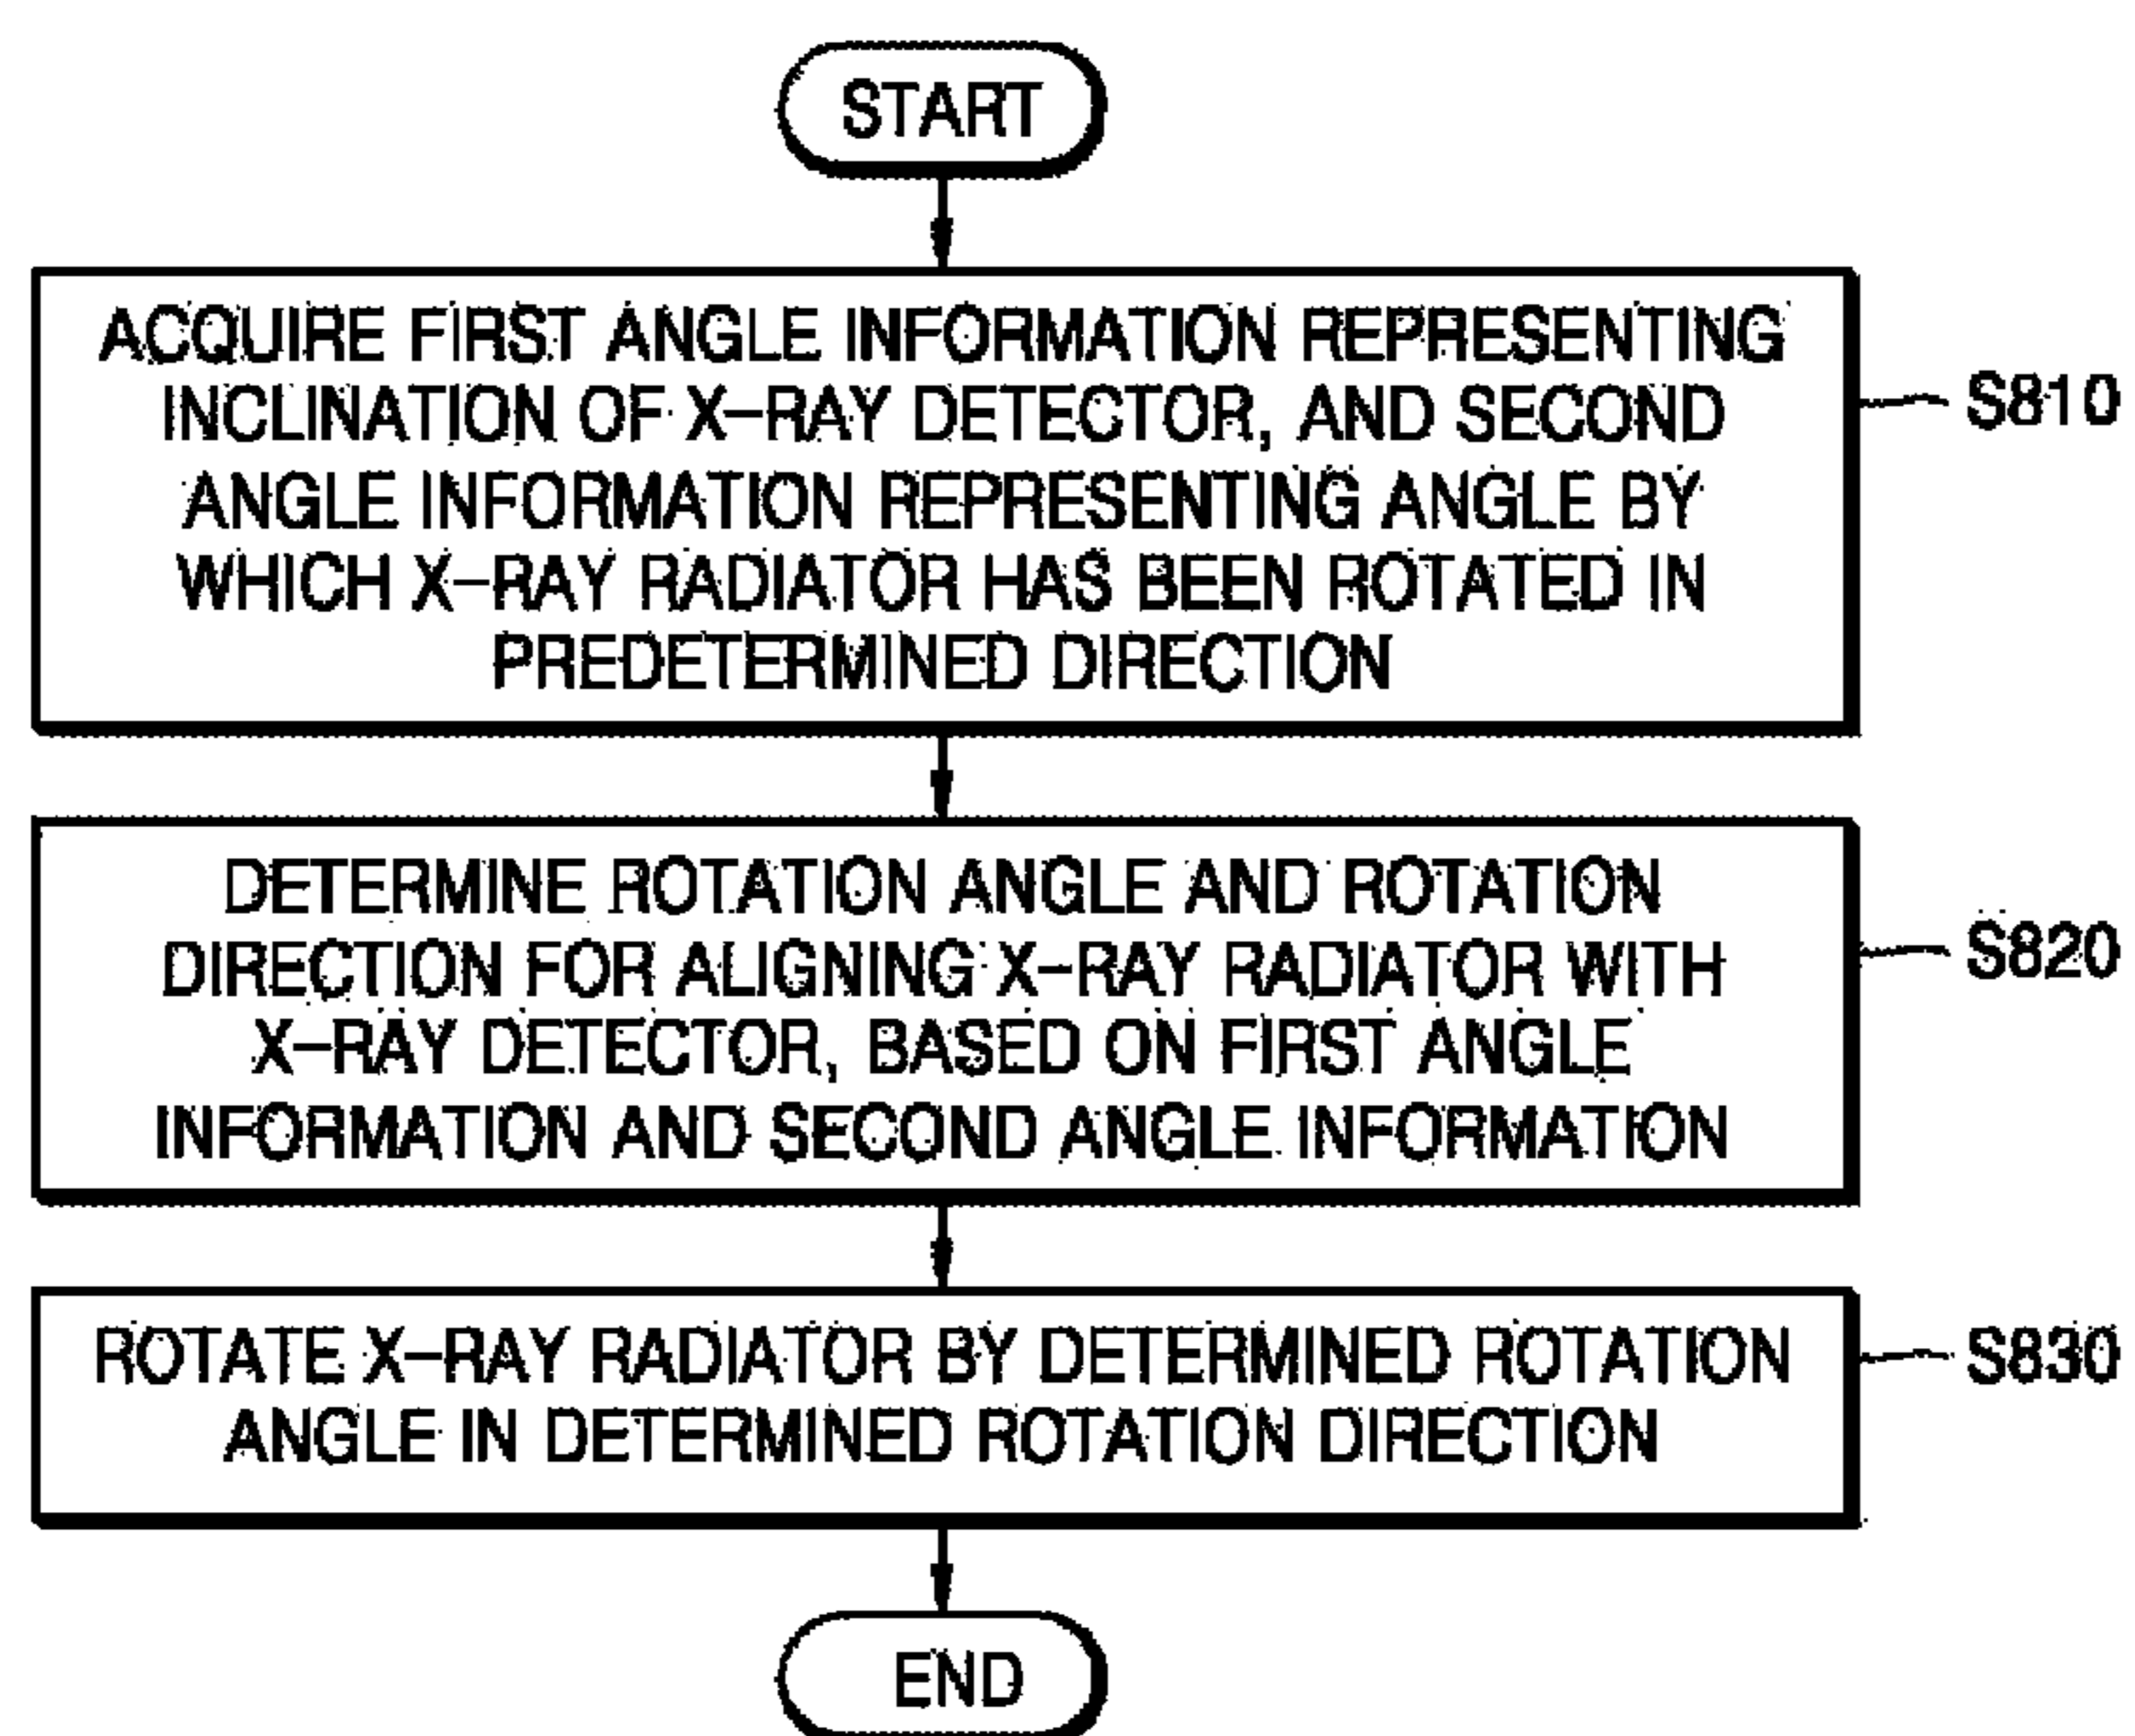 START
ACQUIRE FIRST ANGLE INFORMATION REPRESENTING
INCLINATION OF X-RAY DETECTOR, AND SECOND
ANGLE INFORMATION REPRESENTING ANGLE BY
WHICH X-RAY RADIATOR HAS BEEN ROTATED IN
PREDETERMINED DIRECTION
S810
DETERMINE ROTATION ANGLE AND ROTATION
DIRECTION FOR ALIGNING X-RAY RADIATOR WITH
X-RAY DETECTOR, BASED ON FIRST ANGLE
INFORMATION AND SECOND ANGLE INFORMATION
S820
ROTATE X-RAY RADIATOR BY DETERMINED ROTATION
ANGLE IN DETERMINED ROTATION DIRECTION
S830
END